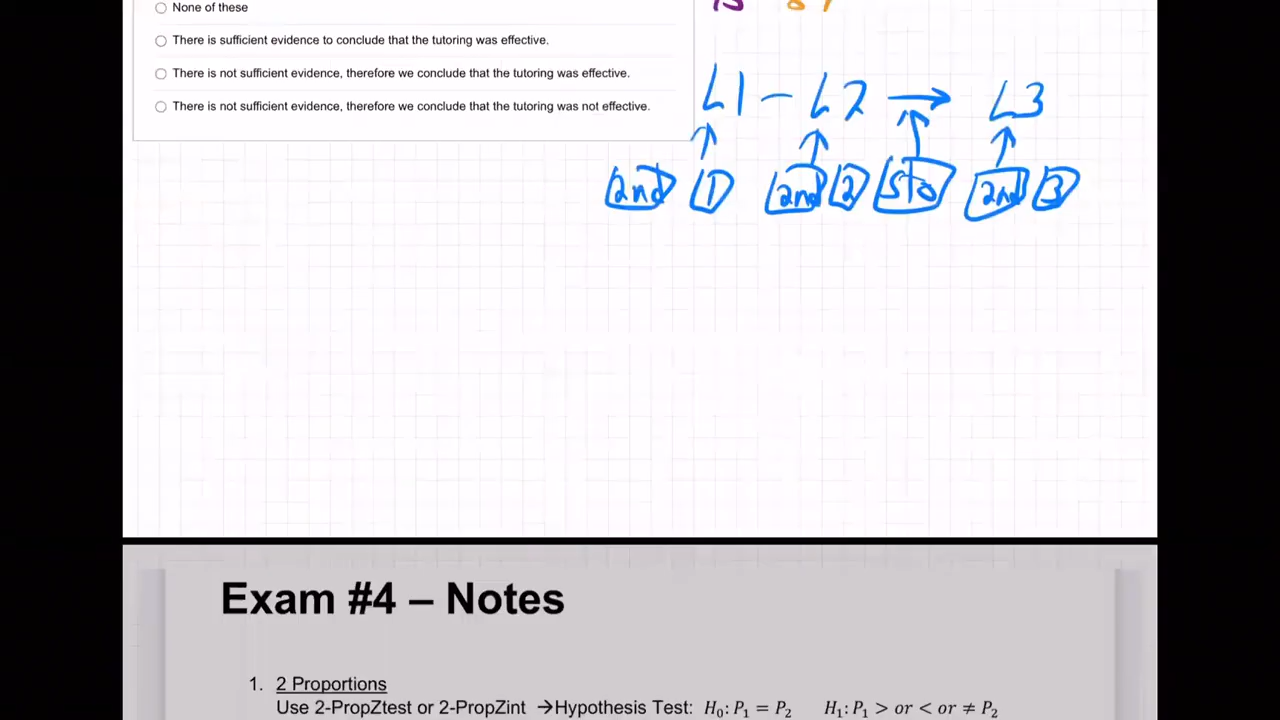 None of these
There is sufficient evidence to conclude that the tutoring was effective.
There is not sufficient evidence, therefore we conclude that the tutoring was effective.
There is not sufficient evidence, therefore we conclude that the tutoring was not effective.
L1 - L2 → L3
2nd 1 2nd 2 sto 2nd 3
Exam #4 – Notes
1. 2 Proportions
Use 2-PropZtest or 2-PropZint →Hypothesis Test: H₀: P₁ = P₂ H₁: P₁ > or < or ≠ P₂